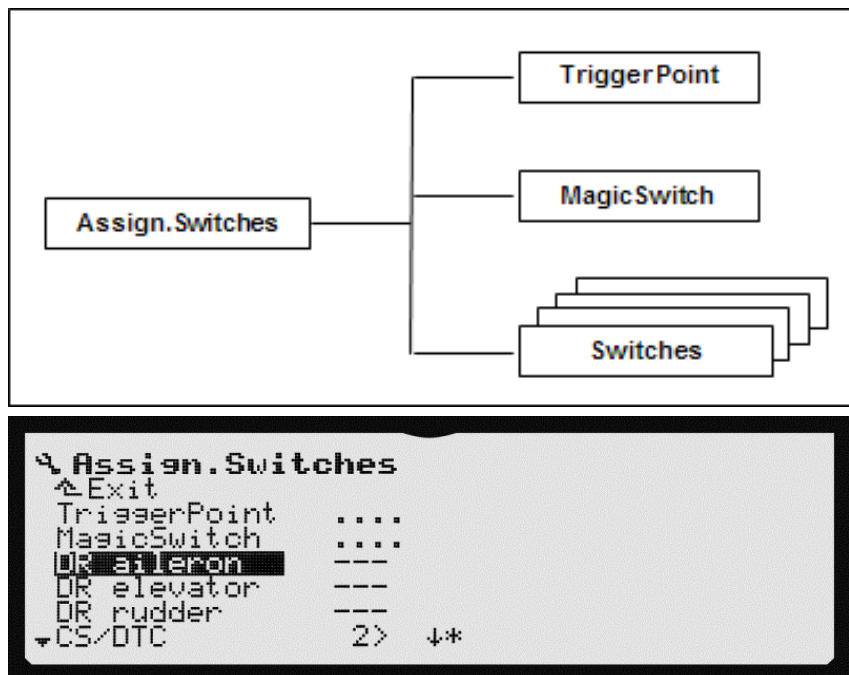 TriggerPoint
MagicSwitch
Assign.Switches
Switches
Assign.Switches
Exit
TriggerPoint ....
MagicSwitch ....
DR aileron ---
DR elevator ---
DR rudder ---
CS/DTC 2> ↓*